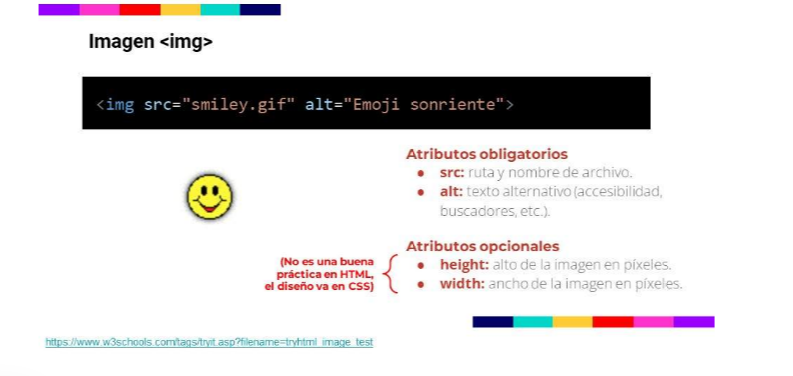 Imagen <img>
<img src="smiley.gif" alt="Emoji sonriente">
Atributos obligatorios
● src: ruta y nombre de archivo.
● alt: texto alternativo (accesibilidad,
buscadores, etc.).
Atributos opcionales
● height: alto de la imagen en píxeles.
● width: ancho de la imagen en píxeles.
(No es una buena
práctica en HTML,
el diseño va en CSS)
https://www.w3schools.com/tags/tryit.asp?filename=tryhtml_image_test